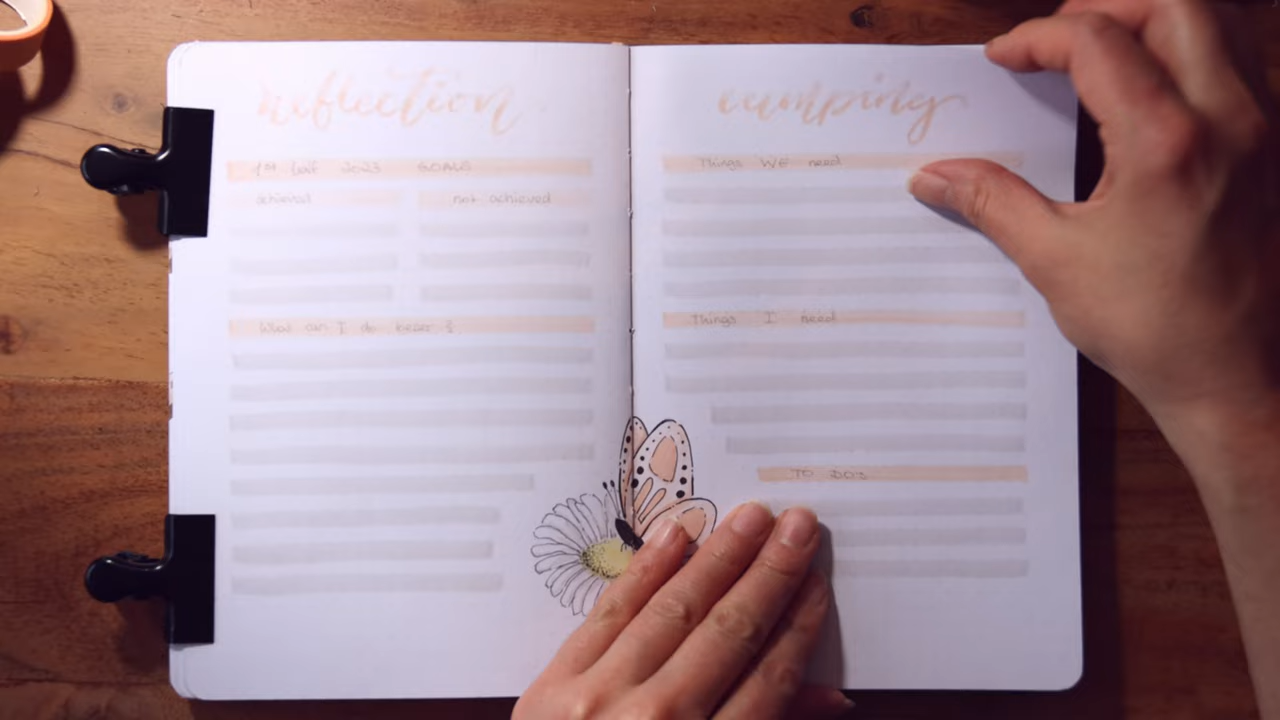 reflection
1st half 2023 GOALS
achieved
not achieved
What can I do better?
camping
Things WE need
Things I need
TO DO's